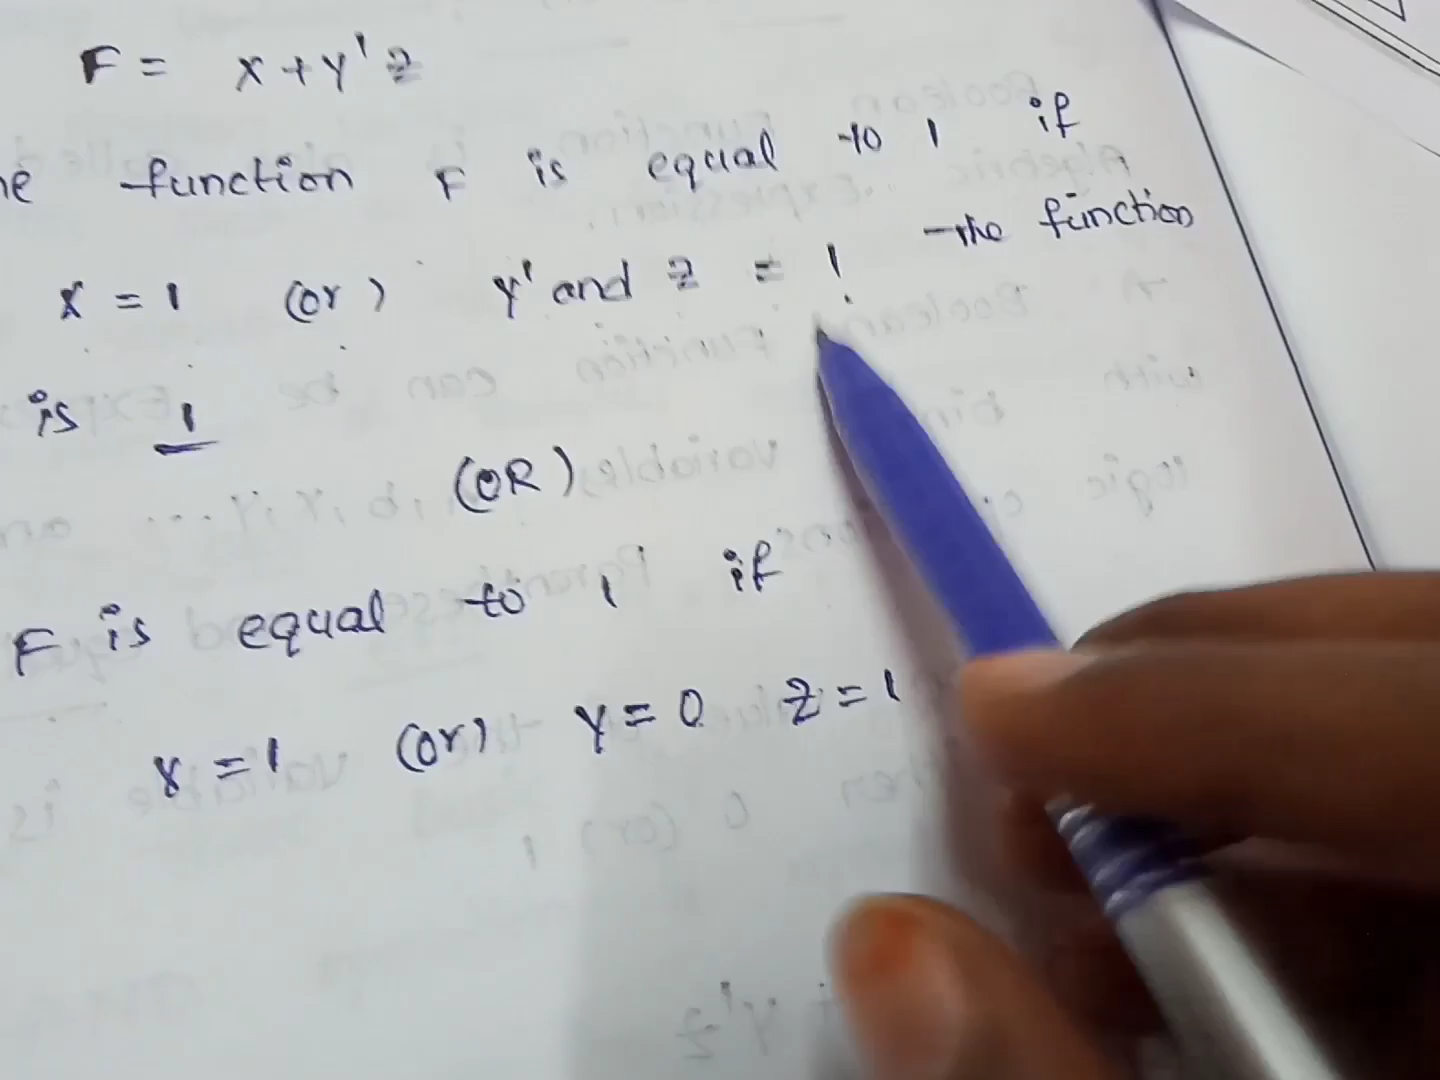 F = x + y' z
function F is equal to 1 if
x = 1 (or) y' and z = 1 the function
is 1
(OR)
F is equal to 1 if
x = 1 (or) y = 0 z = 1